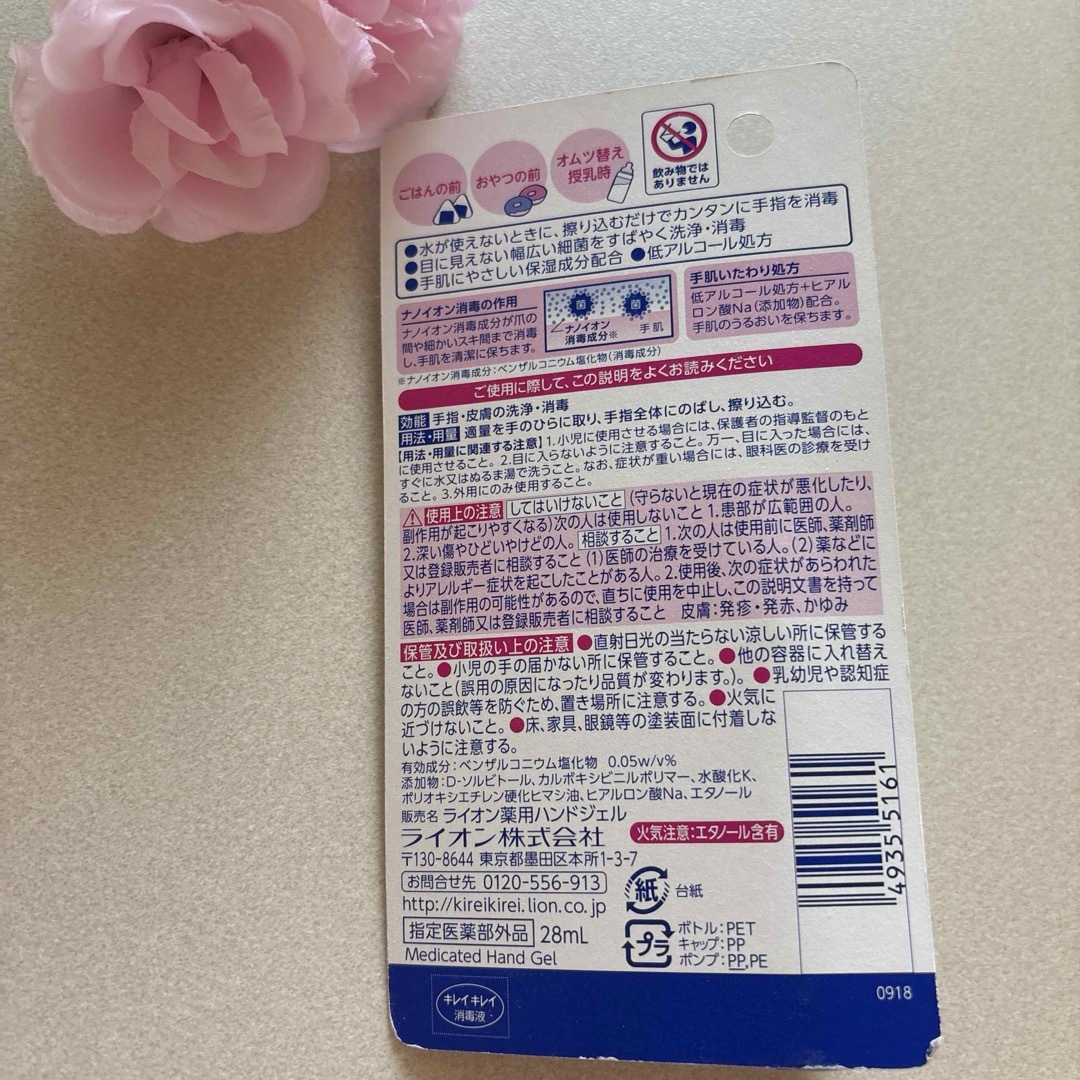 ごはんの前
おやつの前
オムツ替え
授乳時
飲み物では
ありません
●水が使えないときに、擦り込むだけでカンタンに手指を消毒
●目に見えない幅広い細菌をすばやく洗浄・消毒
●手肌にやさしい保湿成分配合 ●低アルコール処方
ナノイオン消毒の作用
ナノイオン消毒成分が爪の
間や細かいスキ間まで消毒
し、手肌を清潔に保ちます。
菌
菌
ナノイオン
消毒成分※
手肌
手肌いたわり処方
低アルコール処方+ヒアル
ロン酸Na(添加物)配合。
手肌のうるおいを保ちます。
※ナノイオン消毒成分:ベンザルコニウム塩化物(消毒成分)
ご使用に際して、この説明をよくお読みください
効能 手指・皮膚の洗浄・消毒
用法・用量 適量を手のひらに取り、手指全体にのばし、擦り込む。
【用法・用量に関連する注意】1.小児に使用させる場合には、保護者の指導監督のもと
に使用させること。2.目に入らないように注意すること。万一、目に入った場合には、
すぐに水又はぬるま湯で洗うこと。なお、症状が重い場合には、眼科医の診療を受け
ること。3.外用にのみ使用すること。
使用上の注意 してはいけないこと (守らないと現在の症状が悪化したり、
副作用が起こりやすくなる)次の人は使用しないこと 1.患部が広範囲の人。
2.深い傷やひどいやけどの人。 相談すること 1.次の人は使用前に医師、薬剤師
又は登録販売者に相談すること (1)医師の治療を受けている人。(2)薬などに
よりアレルギー症状を起こしたことがある人。2.使用後、次の症状があらわれた
場合は副作用の可能性があるので、直ちに使用を中止し、この説明文書を持って
医師、薬剤師又は登録販売者に相談すること 皮膚:発疹・発赤、かゆみ
保管及び取扱い上の注意 ●直射日光の当たらない涼しい所に保管する
こと。●小児の手の届かない所に保管すること。●他の容器に入れ替え
ないこと(誤用の原因になったり品質が変わります。)。●乳幼児や認知症
の方の誤飲等を防ぐため、置き場所に注意する。●火気に
近づけないこと。●床、家具、眼鏡等の塗装面に付着しな
いように注意する。
有効成分:ベンザルコニウム塩化物 0.05w/v%
添加物:D-ソルビトール、カルボキシビニルポリマー、水酸化K、
ポリオキシエチレン硬化ヒマシ油、ヒアルロン酸Na、エタノール
販売名 ライオン薬用ハンドジェル
ライオン株式会社
火気注意:エタノール含有
〒130-8644 東京都墨田区本所1-3-7
お問合せ先 0120-556-913
http://kireikirei.lion.co.jp
紙 台紙
指定医薬部外品 28mL
Medicated Hand Gel
プラ
ボトル:PET
キャップ:PP
ポンプ:PP,PE
4935 5161
キレイキレイ
消毒液
0918